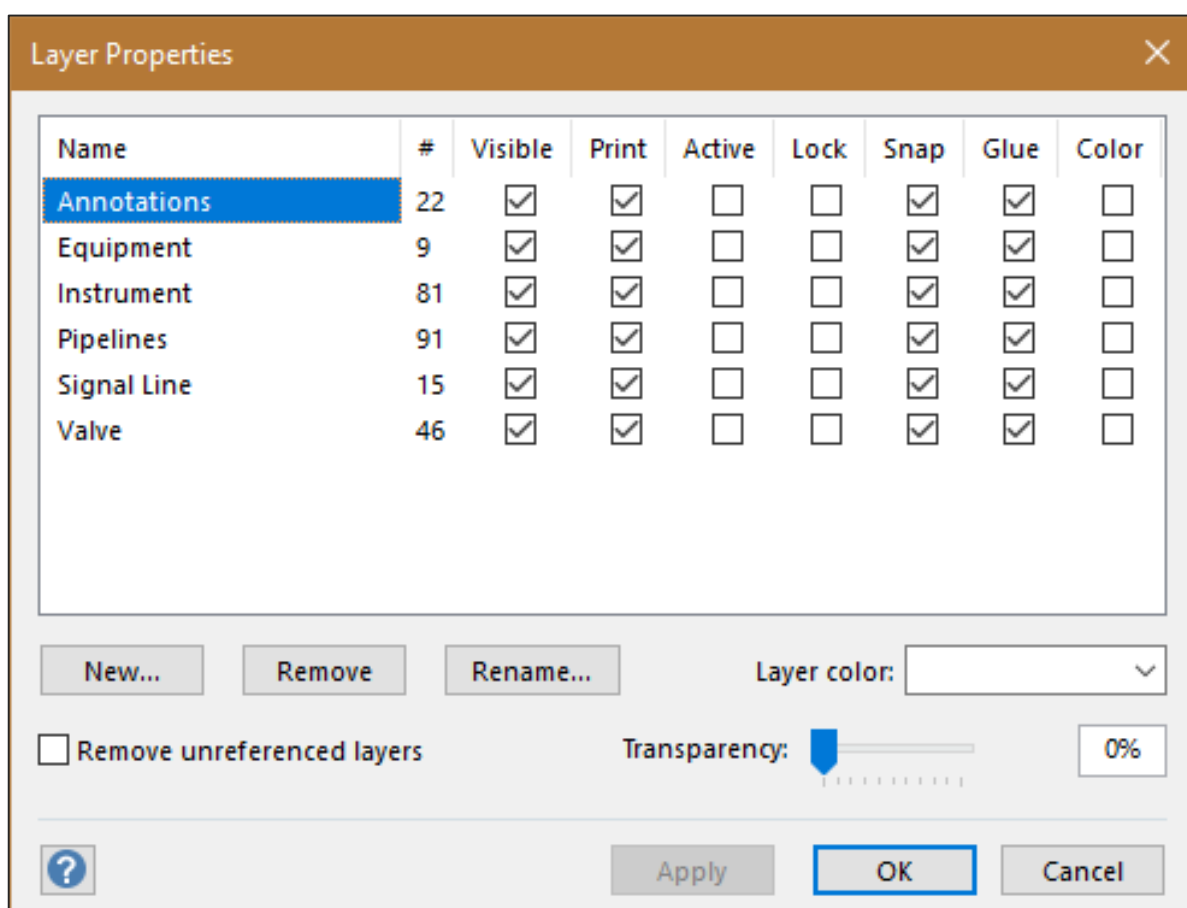 Layer Properties
Name # Visible Print Active Lock Snap Glue Color
Annotations 22
Equipment 9
Instrument 81
Pipelines 91
Signal Line 15
Valve 46
New... Remove Rename... Layer color:
Remove unreferenced layers Transparency: 0%
? Apply OK Cancel